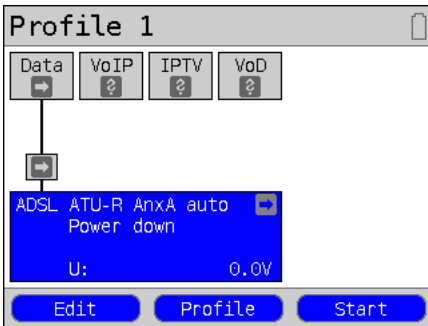 Profile 1
Data VoIP IPTV VoD
? ? ?
ADSL ATU-R AnxA auto
Power down
U: 0.0V
Edit Profile Start